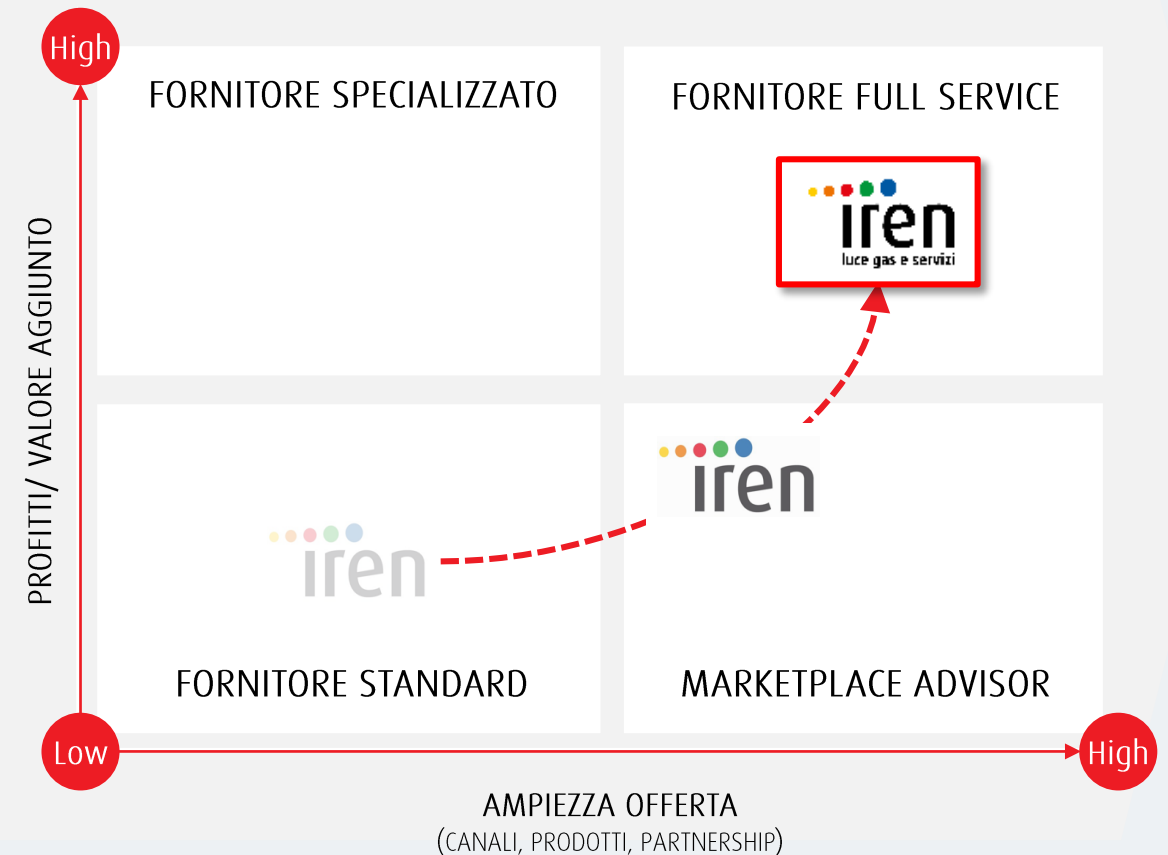 High
FORNITORE SPECIALIZZATO
FORNITORE FULL SERVICE
iren
luce gas e servizi
PROFITTI/ VALORE AGGIUNTO
iren
iren
FORNITORE STANDARD
MARKETPLACE ADVISOR
Low
High
AMPIEZZA OFFERTA
(CANALI, PRODOTTI, PARTNERSHIP)